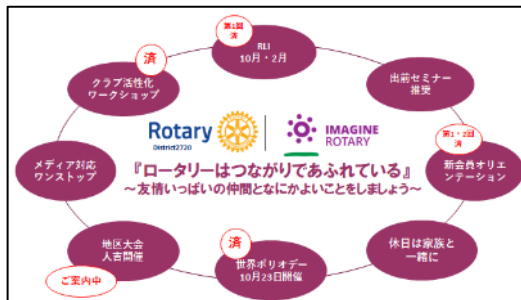 第1回
済
RLI
10月・2月
済
クラブ活性化
ワークショップ
出前セミナー
推奨
Rotary
District2720
IMAGINE
ROTARY
メディア対応
ワンストップ
第1・2回
済
新会員オリエ
ンテーション
『ロータリーはつながりであふれている』
～友情いっぱいの仲間となにかよいことをしましょう～
地区大会
人吉開催
ご案内中
済
世界ポリオデー
10月23日開催
休日は家族と
一緒に